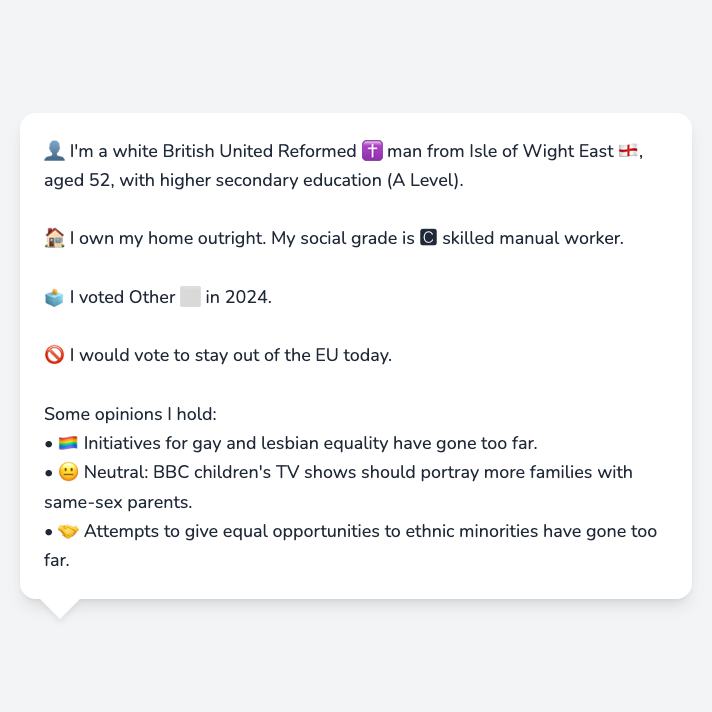 👤 I'm a white British United Reformed ✝️ man from Isle of Wight East 🏴󠁧󠁢󠁥󠁮󠁧󠁿,
aged 52, with higher secondary education (A Level).
🏠 I own my home outright. My social grade is 🅲 skilled manual worker.
🗳️ I voted Other ⬜ in 2024.
🚫 I would vote to stay out of the EU today.
Some opinions I hold:
• 🏳️‍🌈 Initiatives for gay and lesbian equality have gone too far.
• 😐 Neutral: BBC children's TV shows should portray more families with
same-sex parents.
• 🤝 Attempts to give equal opportunities to ethnic minorities have gone too
far.